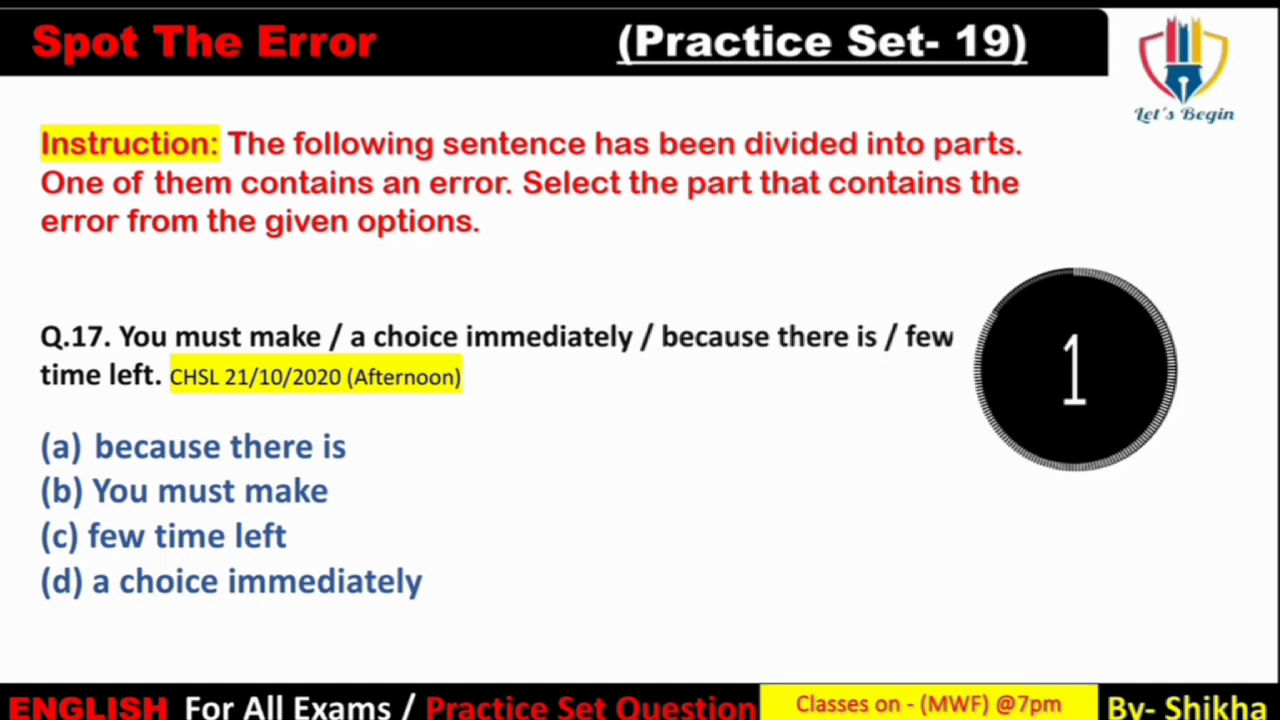 Spot The Error (Practice Set- 19)
Let's Begin
Instruction: The following sentence has been divided into parts.
One of them contains an error. Select the part that contains the
error from the given options.
Q.17. You must make / a choice immediately / because there is / few
time left. CHSL 21/10/2020 (Afternoon)
1
(a) because there is
(b) You must make
(c) few time left
(d) a choice immediately
ENGLISH For All Exams / Practice Set Question Classes on - (MWF) @7pm By- Shikha